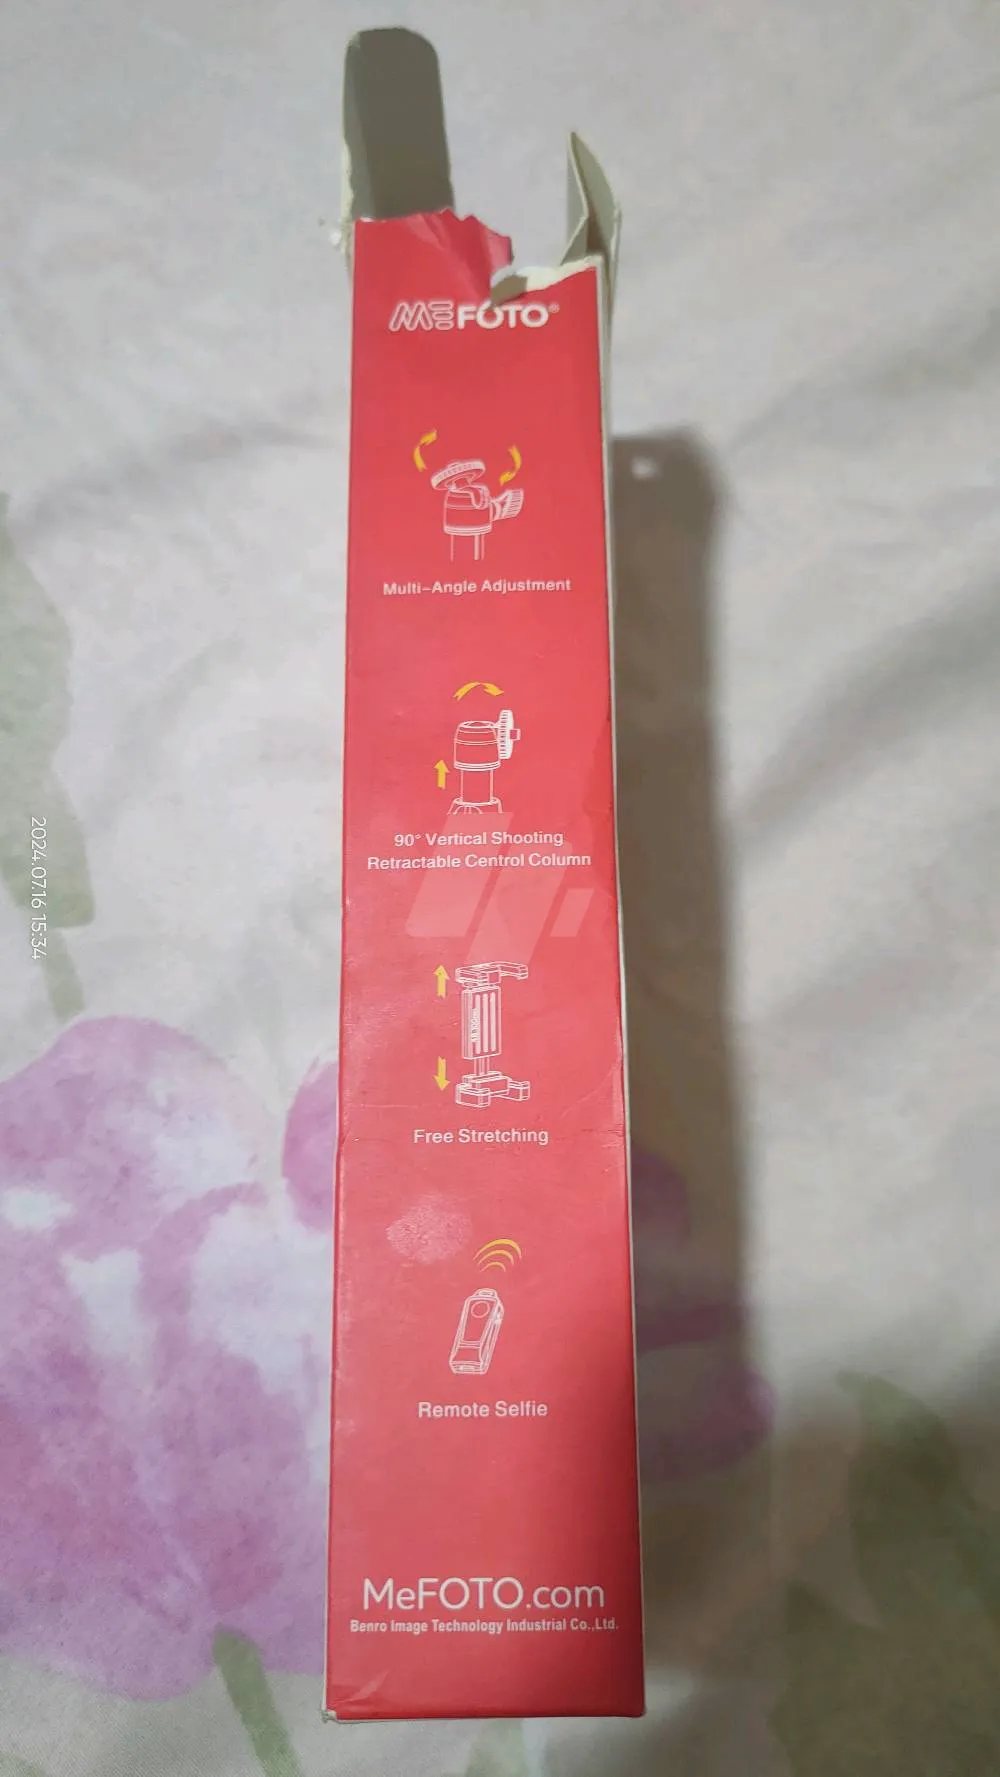 MEFOTO®
Multi-Angle Adjustment
90° Vertical Shooting
Retractable Centrol Column
Free Stretching
Remote Selfie
MeFOTO.com
Benro Image Technology Industrial Co.,Ltd.
2024.07.16 15:34